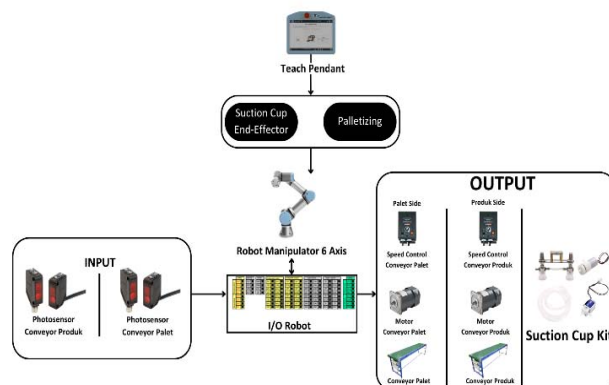 Teach Pendant
Suction Cup
End-Effector
Palletizing
Robot Manipulator 6 Axis
INPUT
Photosensor
Conveyor Produk
Photosensor
Conveyor Palet
I/O Robot
OUTPUT
Palet Side
Produk Side
Speed Control
Conveyor Palet
Speed Control
Conveyor Produk
Motor
Conveyor Palet
Motor
Conveyor Produk
Conveyor Palet
Conveyor Produk
Suction Cup Kit